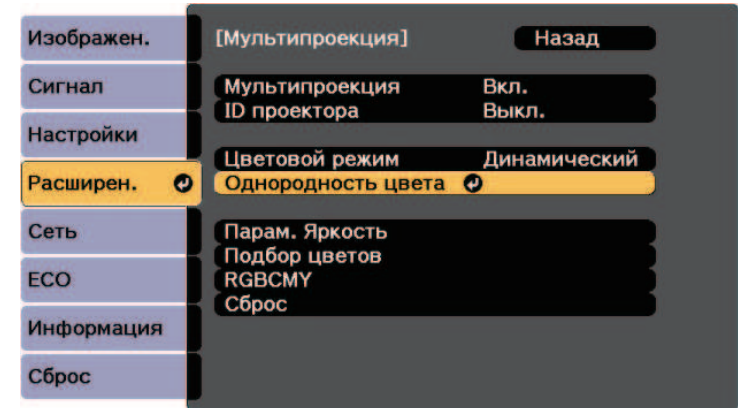 Изображен.
Сигнал
Настройки
Расширен.
Сеть
ECO
Информация
Сброс
[Мультипроекция] Назад
Мультипроекция Вкл.
ID проектора Выкл.
Цветовой режим Динамический
Однородность цвета
Парам. Яркость
Подбор цветов
RGBCMY
Сброс